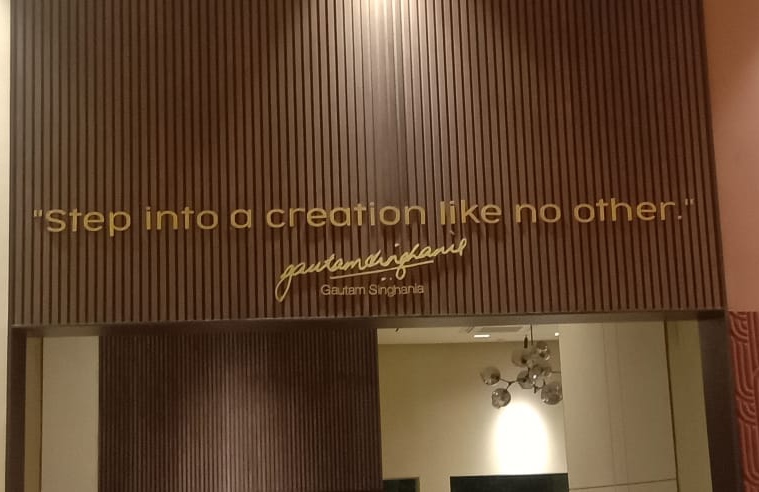 "Step into a creation like no other."
gautamsinghania
Gautam Singhania